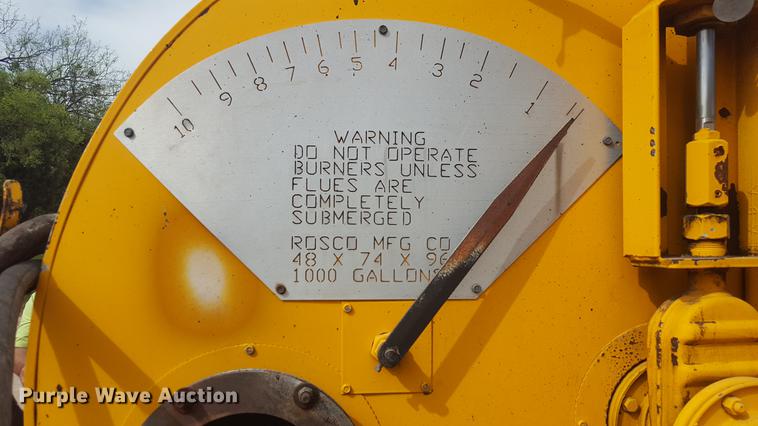 10 9 8 7 6 5 4 3 2 1
WARNING
DO NOT OPERATE
BURNERS UNLESS
FLUES ARE
COMPLETELY
SUBMERGED
ROSCO MFG CO
48 X 74 X 96
1000 GALLONS
Purple Wave Auction